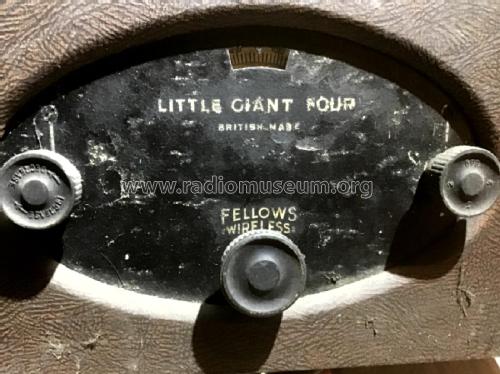 LITTLE GIANT FOUR
BRITISH MADE
www.radiomuseum.org
FELLOWS
WIRELESS